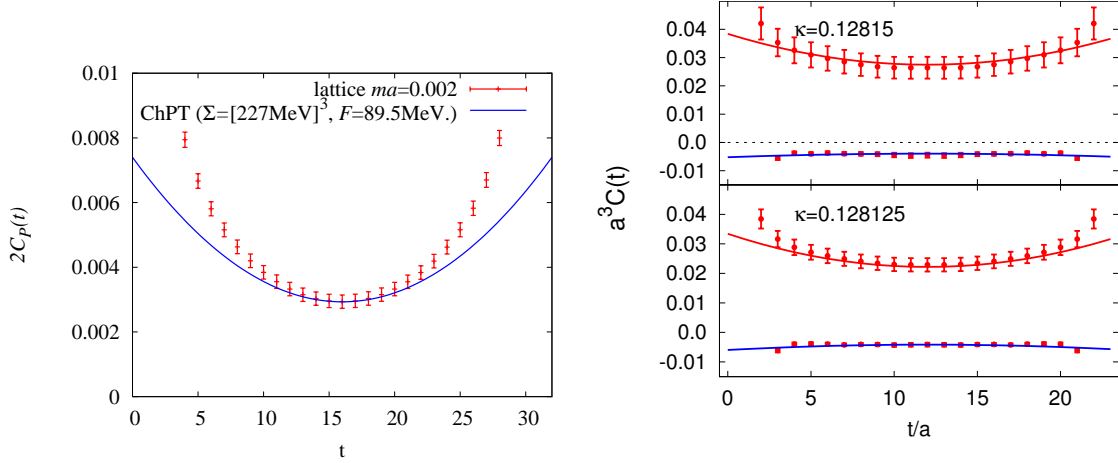 0.01
0.008
0.006
0.004
0.002
0
2C_P(t)
lattice ma=0.002
ChPT (Σ=[227MeV]^3, F=89.5MeV.)
0 5 10 15 20 25 30
t
a^3C(t)
0.04
0.03
0.02
0.01
0.0
-0.01
κ=0.12815
0.04
0.03
0.02
0.01
0.0
-0.01
κ=0.128125
0 5 10 15 20
t/a